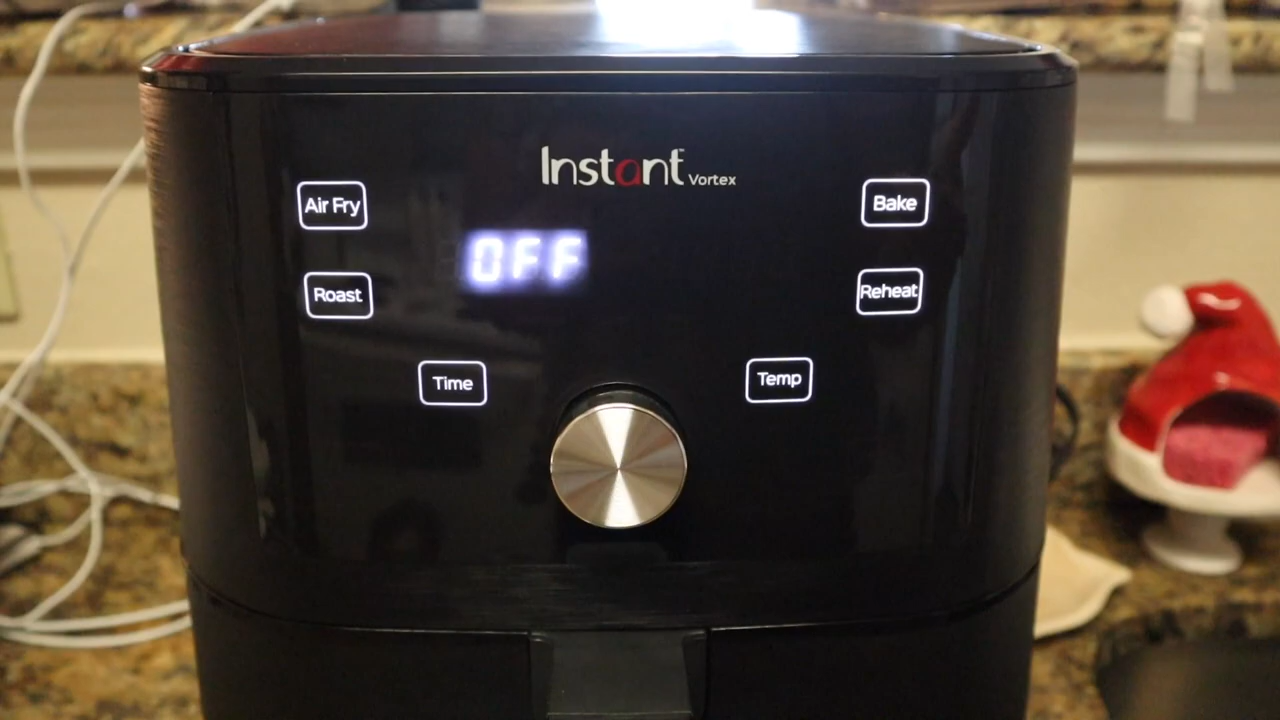 Instant Vortex
Air Fry
Bake
OFF
Roast
Reheat
Time
Temp